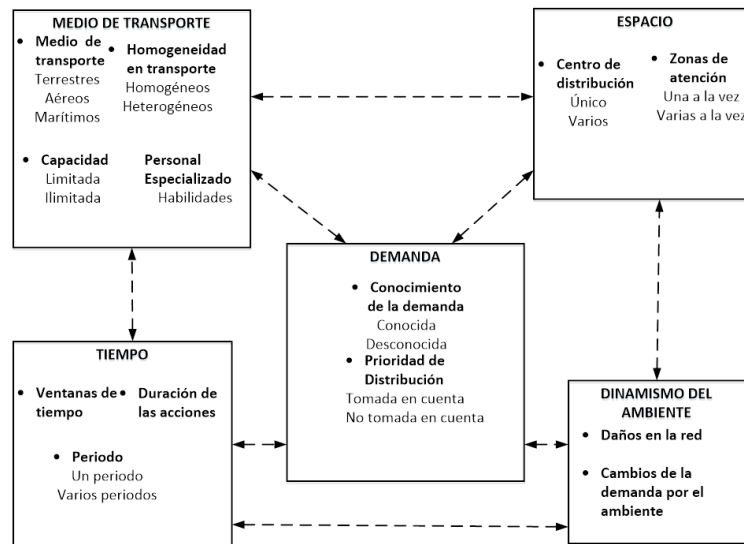 MEDIO DE TRANSPORTE
• Medio de
transporte
Terrestres
Aéreos
Marítimos
• Homogeneidad
en transporte
Homogéneos
Heterogéneos
• Capacidad
Limitada
Ilimitada
Personal
Especializado
Habilidades
ESPACIO
• Centro de
distribución
Único
Varios
• Zonas de
atención
Una a la vez
Varias a la vez
DEMANDA
• Conocimiento
de la demanda
Conocida
Desconocida
• Prioridad de
Distribución
Tomada en cuenta
No tomada en cuenta
TIEMPO
• Ventanas de
tiempo
• Duración de
las acciones
• Periodo
Un periodo
Varios periodos
DINAMISMO DEL
AMBIENTE
• Daños en la red
• Cambios de la
demanda por el
ambiente